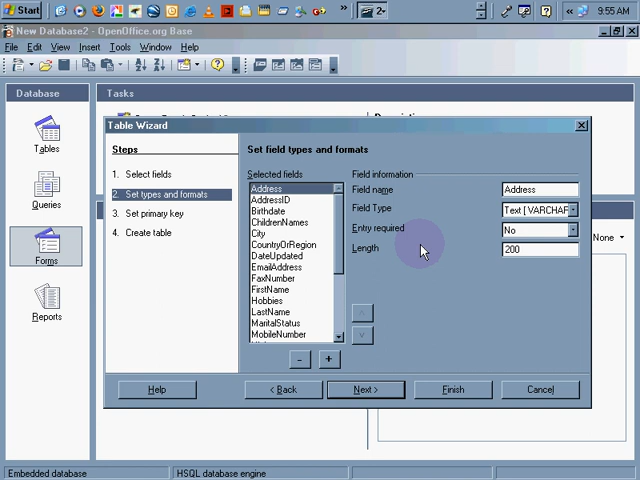 Start
»
2
«
9:55 AM
New Database2 - OpenOffice.org Base
File Edit View Insert Tools Window Help
Database
Tasks
Tables
Queries
Forms
Reports
None
Table Wizard
Steps
1. Select fields
2. Set types and formats
3. Set primary key
4. Create table
Set field types and formats
Selected fields
Address
AddressID
Birthdate
ChildrenNames
City
CountryOrRegion
DateUpdated
EmailAddress
FaxNumber
FirstName
Hobbies
LastName
MaritalStatus
MobileNumber
- +
Field information
Field name Address
Field Type Text [ VARCHAR
Entry required No
Length 200
Help < Back Next > Finish Cancel
Embedded database HSQL database engine